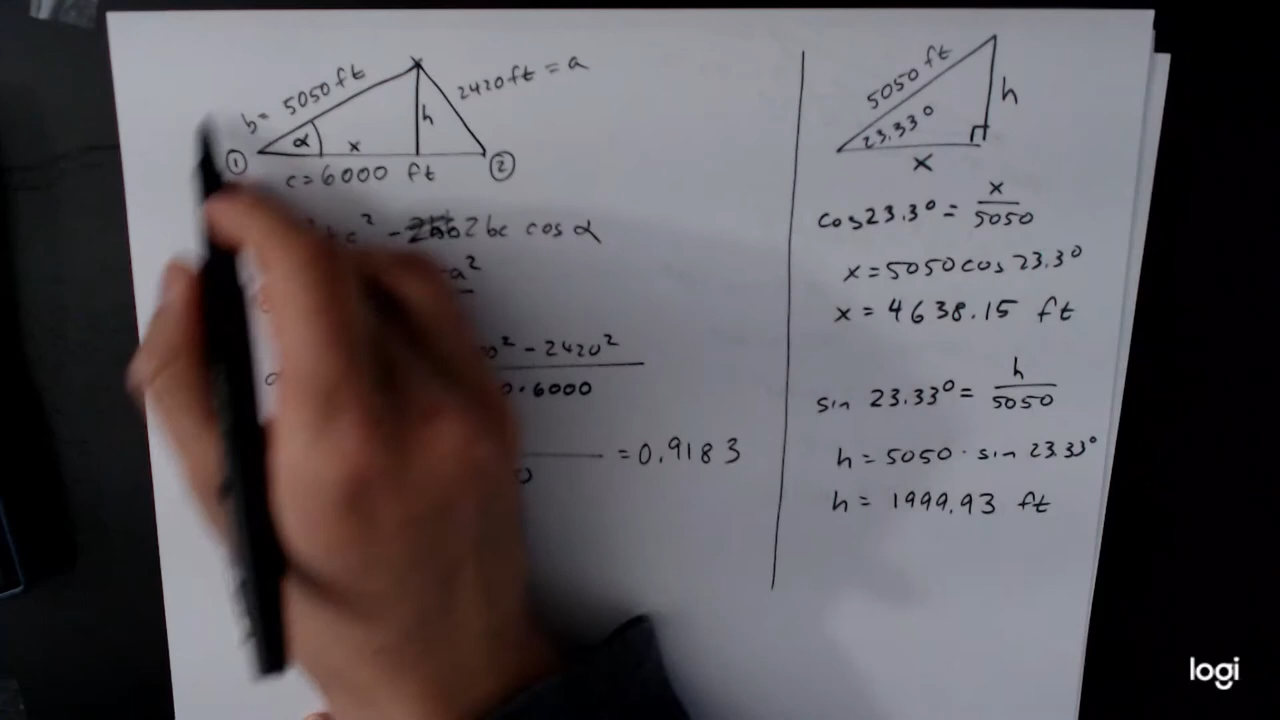 b = 5050 ft
2420 ft = a
h
α
x
① ②
c = 6000 ft
c² - 2bc cos α
a²
² - 2420²
· 6000
= 0.9183
5050 ft
h
23.33°
x
cos 23.3° = x / 5050
x = 5050 cos 23.3°
x = 4638.15 ft
sin 23.33° = h / 5050
h = 5050 · sin 23.33°
h = 1999.93 ft
logi